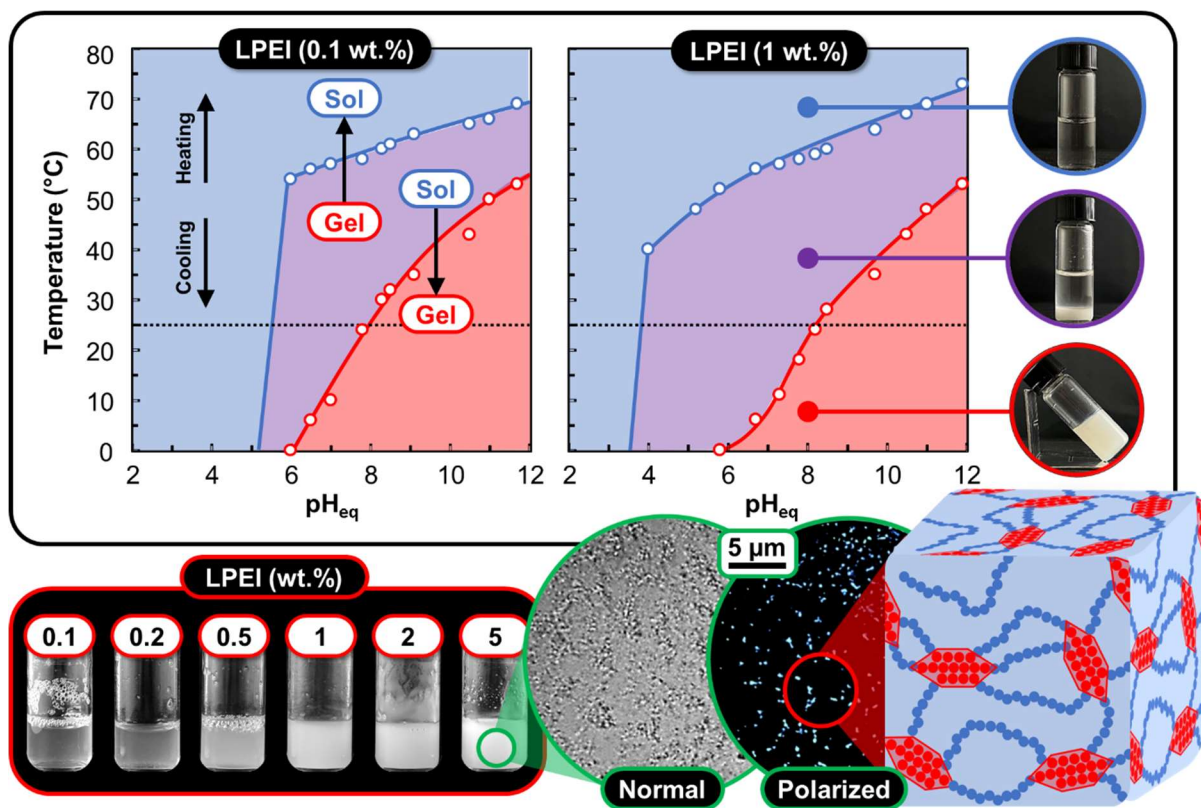 LPEI (0.1 wt.%)
LPEI (1 wt.%)
Temperature (°C)
80
70
60
50
40
30
20
10
0
Heating
Cooling
Sol
Gel
Sol
Gel
2 4 6 8 10 12
2 4 6 8 10 12
pHeq
pHeq
LPEI (wt.%)
0.1 0.2 0.5 1 2 5
5 µm
Normal
Polarized